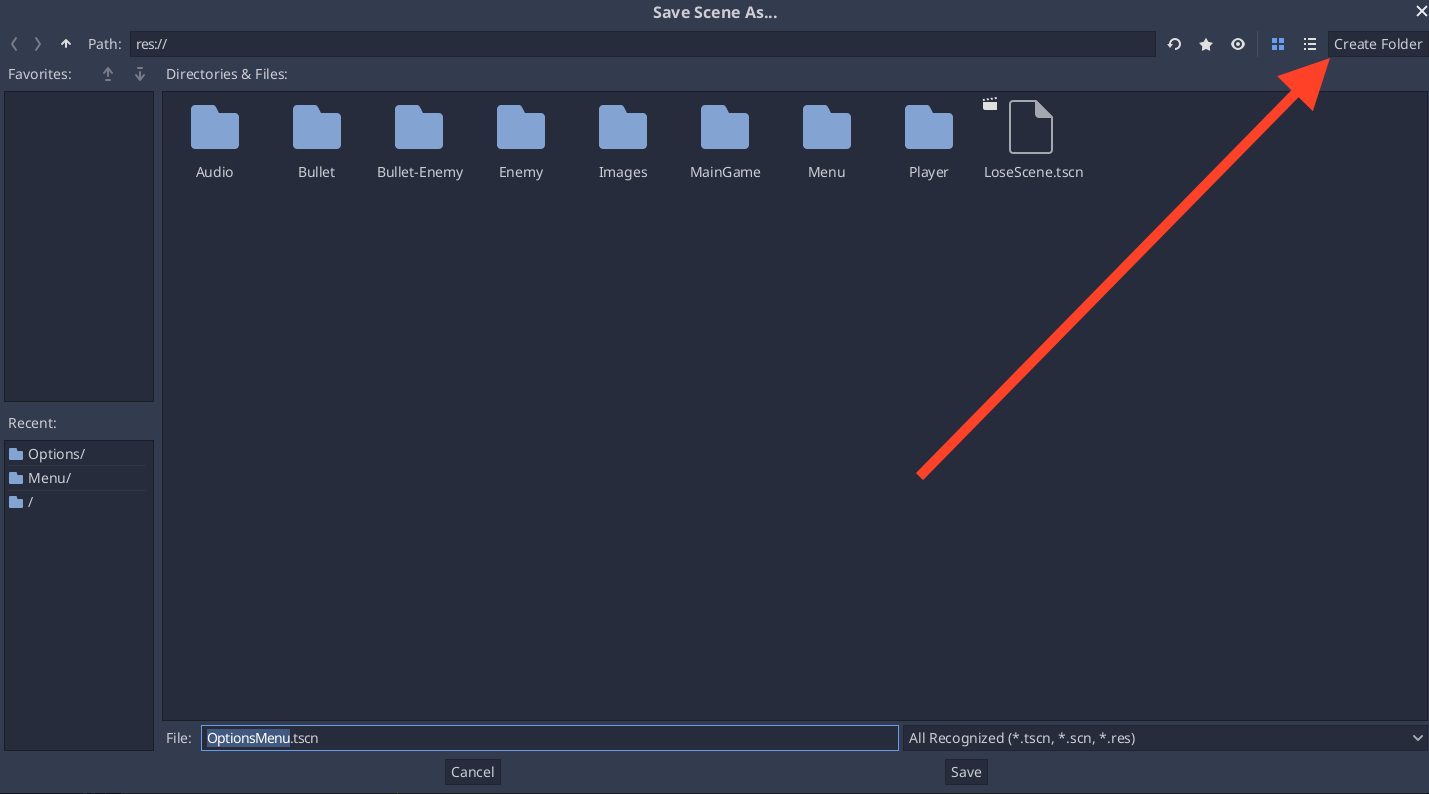 Save Scene As...
Path: res:// Create Folder
Favorites: Directories & Files:
Audio Bullet Bullet-Enemy Enemy Images MainGame Menu Player LoseScene.tscn
Recent:
Options/
Menu/
/
File: OptionsMenu.tscn All Recognized (*.tscn, *.scn, *.res)
Cancel Save